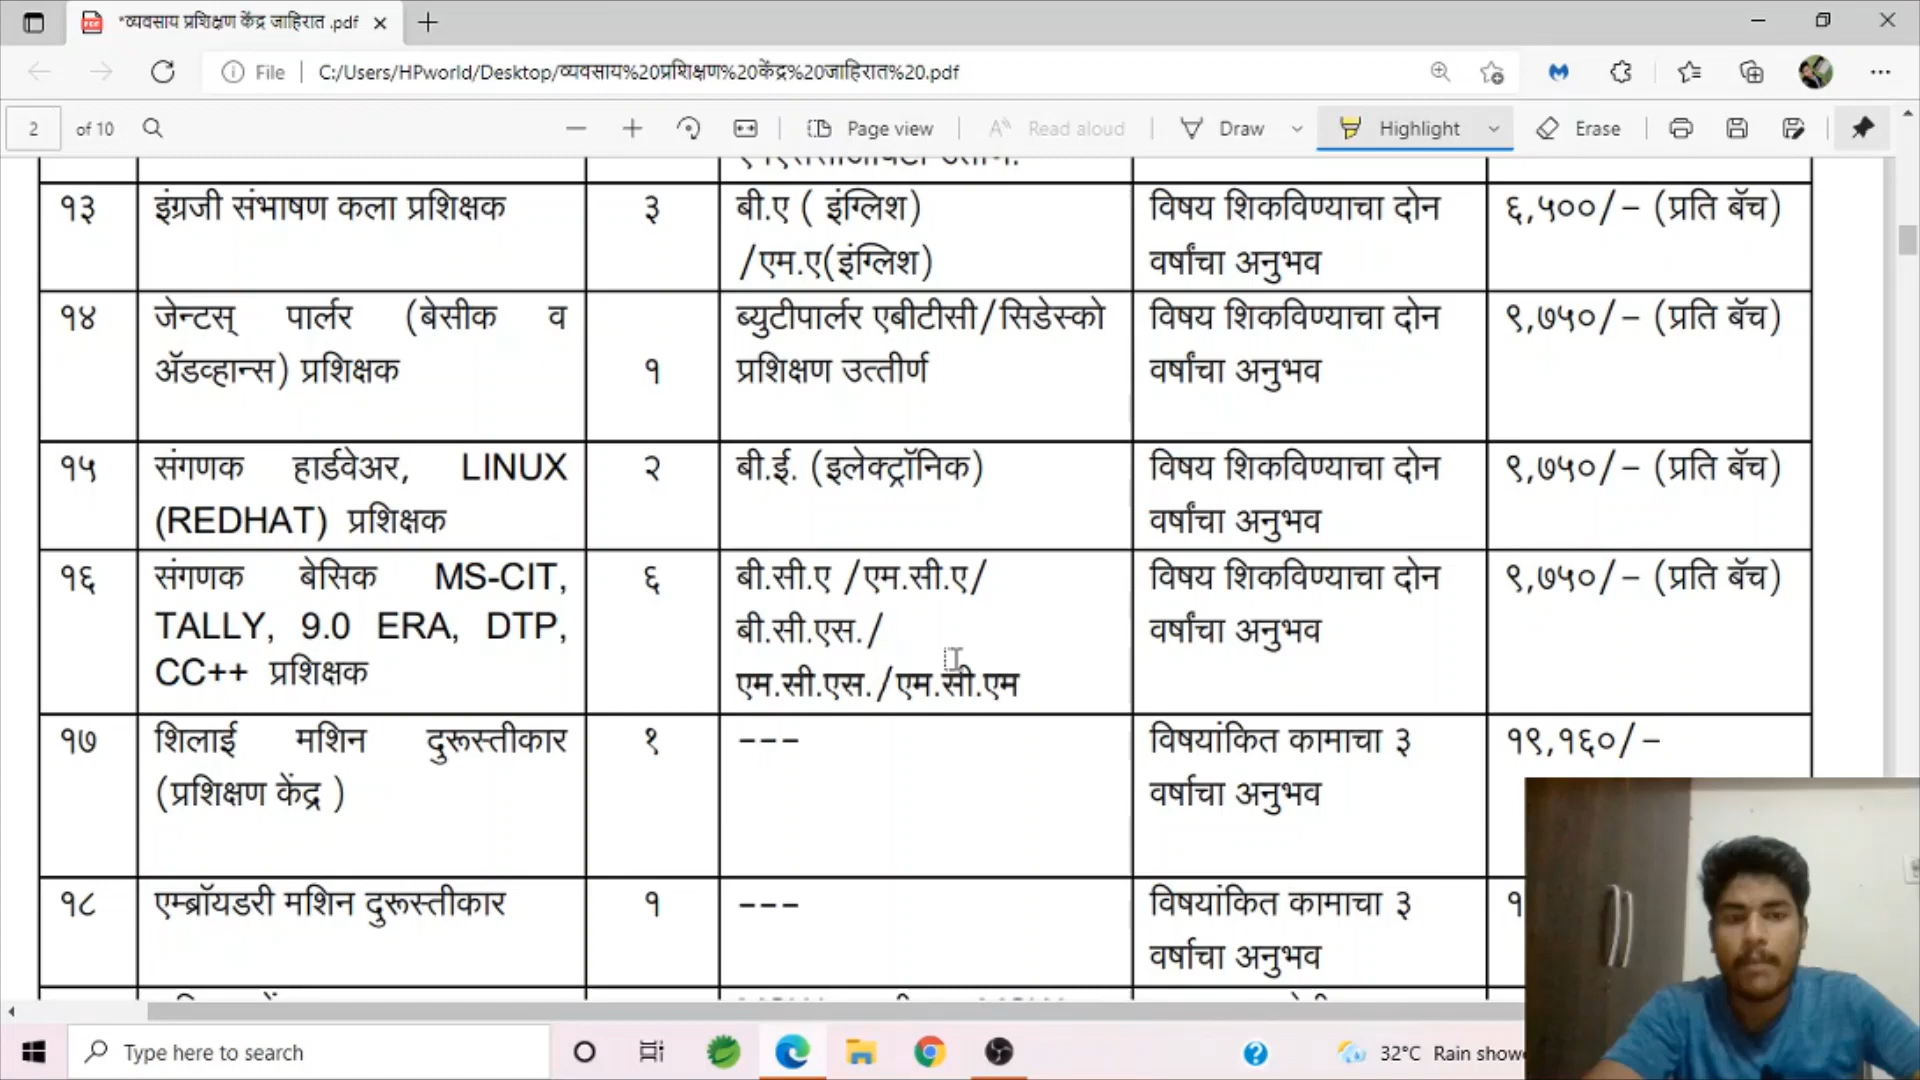 *व्यवसाय प्रशिक्षण केंद्र जाहिरात .pdf
File
C:/Users/HPworld/Desktop/व्यवसाय%20प्रशिक्षण%20केंद्र%20जाहिरात%20.pdf
2 of 10
Page view
Read aloud
Draw
Highlight
Erase
१३ इंग्रजी संभाषण कला प्रशिक्षक ३ बी.ए ( इंग्लिश) विषय शिकविण्याचा दोन ६,५००/– (प्रति बॅच)
/एम.ए(इंग्लिश) वर्षांचा अनुभव
१४ जेन्टस् पार्लर (बेसीक व ब्युटीपार्लर एबीटीसी/सिडेस्को विषय शिकविण्याचा दोन ९,७५०/– (प्रति बॅच)
ॲडव्हान्स) प्रशिक्षक १ प्रशिक्षण उत्तीर्ण वर्षांचा अनुभव
१५ संगणक हार्डवेअर, LINUX २ बी.ई. (इलेक्ट्रॉनिक) विषय शिकविण्याचा दोन ९,७५०/– (प्रति बॅच)
(REDHAT) प्रशिक्षक वर्षांचा अनुभव
१६ संगणक बेसिक MS-CIT, ६ बी.सी.ए /एम.सी.ए/ विषय शिकविण्याचा दोन ९,७५०/– (प्रति बॅच)
TALLY, 9.0 ERA, DTP, बी.सी.एस./ वर्षांचा अनुभव
CC++ प्रशिक्षक एम.सी.एस./एम.सी.एम
१७ शिलाई मशिन दुरूस्तीकार १ --- विषयांकित कामाचा ३ १९,१६०/–
(प्रशिक्षण केंद्र ) वर्षाचा अनुभव
१८ एम्ब्रॉयडरी मशिन दुरूस्तीकार १ --- विषयांकित कामाचा ३
वर्षाचा अनुभव
Type here to search
32°C